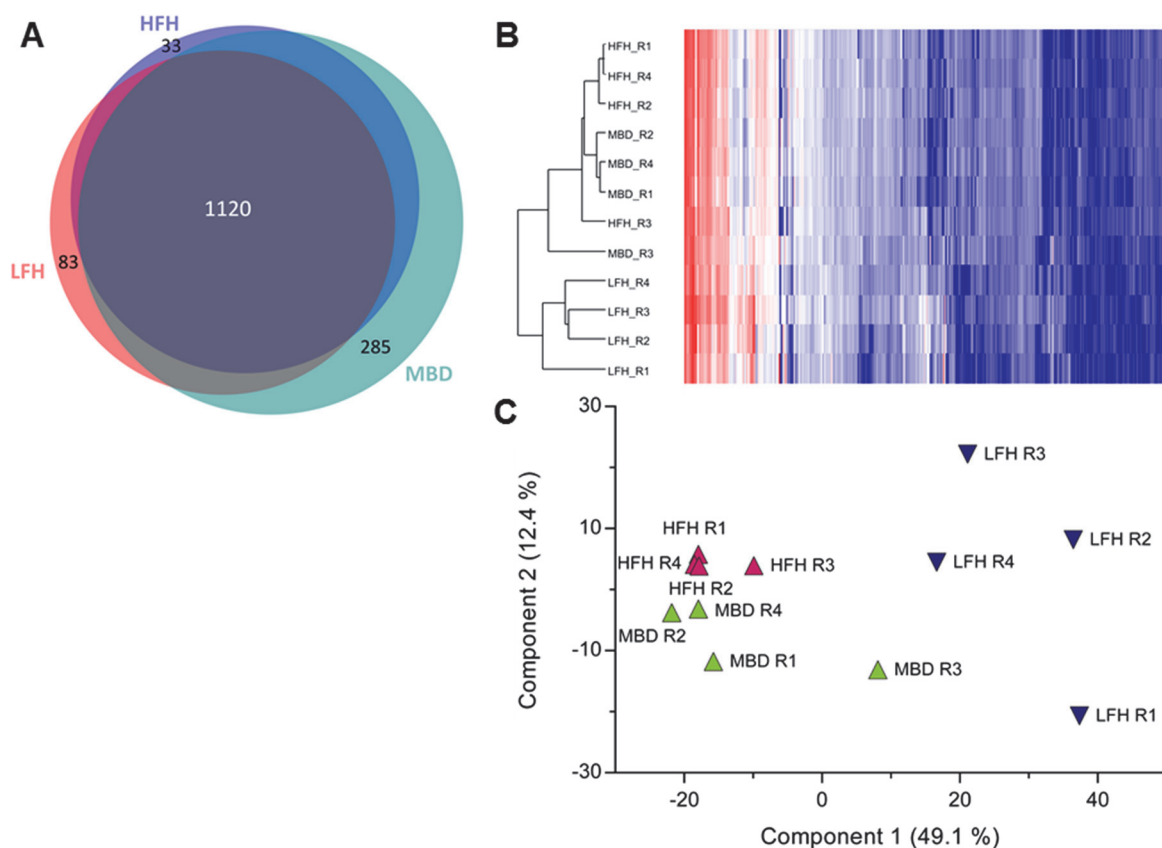 A
HFH
33
1120
LFH
83
285
MBD
B
HFH_R1
HFH_R4
HFH_R2
MBD_R2
MBD_R4
MBD_R1
HFH_R3
MBD_R3
LFH_R4
LFH_R3
LFH_R2
LFH_R1
C
30
10
-10
-30
Component 2 (12.4 %)
LFH R3
HFH R1
LFH R2
HFH R4
HFH R3
LFH R4
HFH R2
MBD R4
MBD R2
MBD R1
MBD R3
LFH R1
-20
0
20
40
Component 1 (49.1 %)